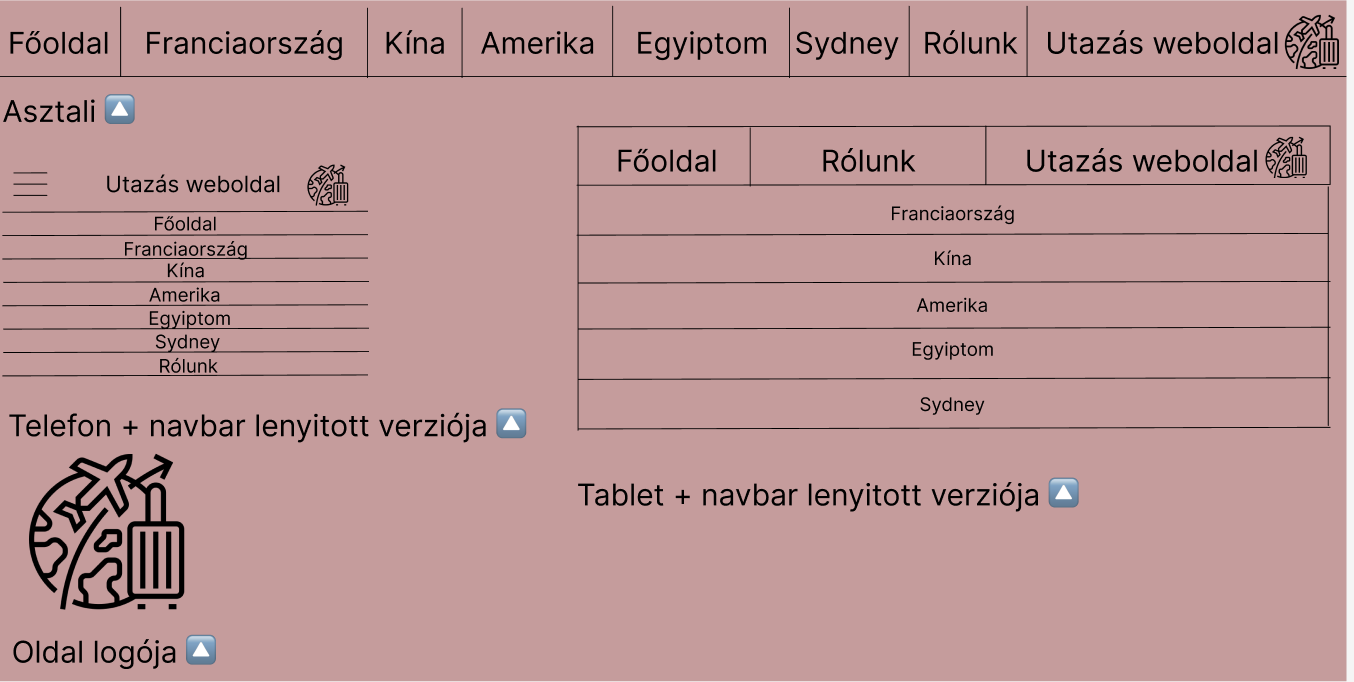 Főoldal Franciaország Kína Amerika Egyiptom Sydney Rólunk Utazás weboldal
Asztali 🔼
Utazás weboldal
Főoldal
Franciaország
Kína
Amerika
Egyiptom
Sydney
Rólunk
Telefon + navbar lenyitott verziója 🔼
Főoldal Rólunk Utazás weboldal
Franciaország
Kína
Amerika
Egyiptom
Sydney
Tablet + navbar lenyitott verziója 🔼
Oldal logója 🔼